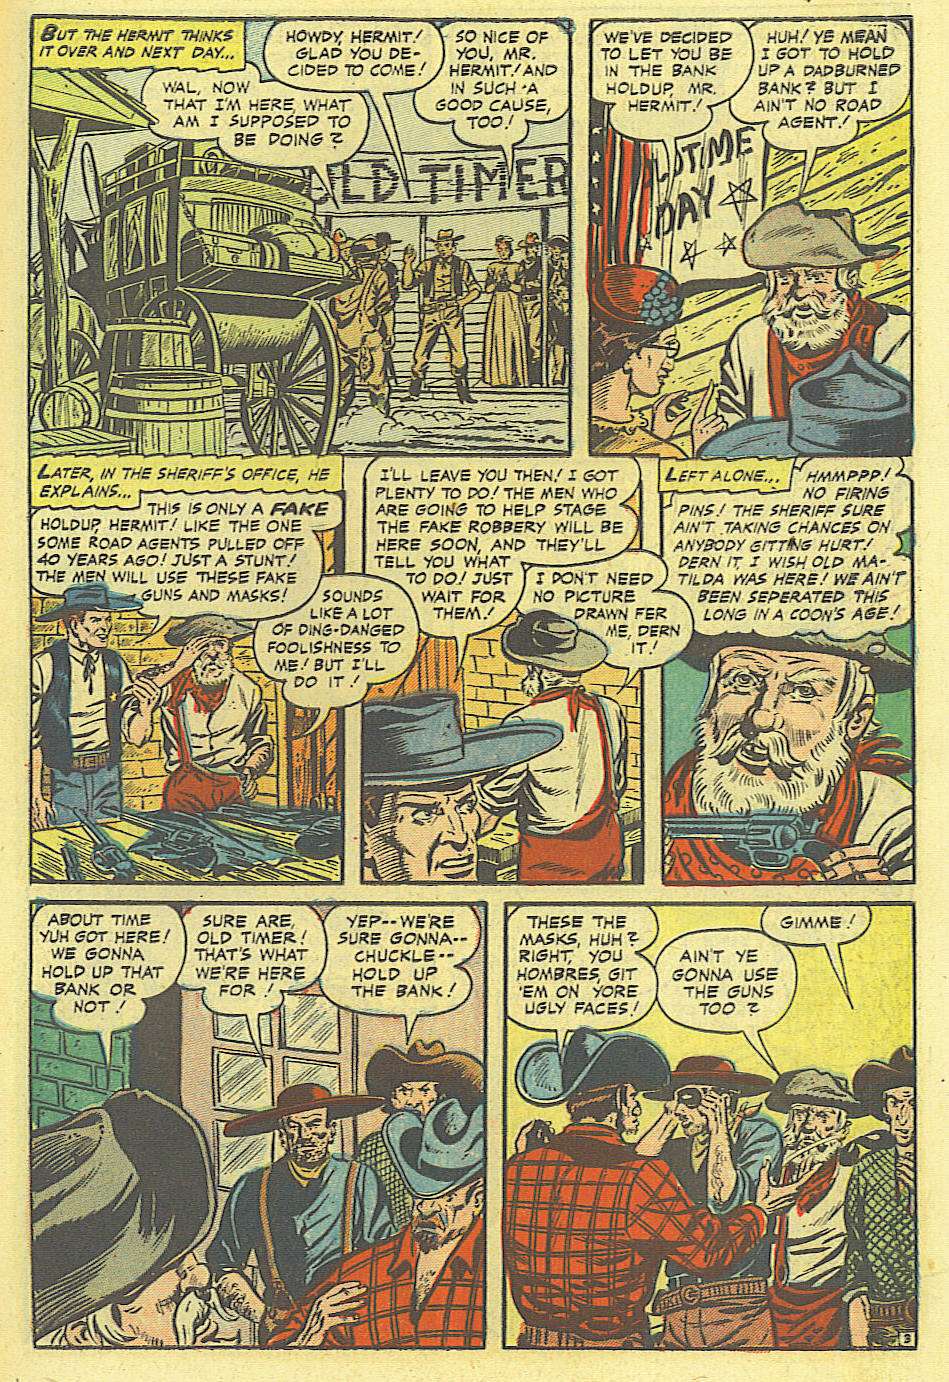 BUT THE HERMIT THINKS
IT OVER AND NEXT DAY...
WAL, NOW
THAT I'M HERE, WHAT
AM I SUPPOSED TO
BE DOING?
HOWDY, HERMIT!
GLAD YOU DE-
CIDED TO COME!
SO NICE OF
YOU, MR.
HERMIT! AND
IN SUCH A
GOOD CAUSE,
TOO!
OLD TIMER
WE'VE DECIDED
TO LET YOU BE
IN THE BANK
HOLDUP, MR.
HERMIT!
HUH! YE MEAN
I GOT TO HOLD
UP A DADBURNED
BANK? BUT I
AIN'T NO ROAD
AGENT!
LD TIME
DAY
LATER, IN THE SHERIFF'S OFFICE, HE
EXPLAINS...
THIS IS ONLY A FAKE
HOLDUP, HERMIT! LIKE THE ONE
SOME ROAD AGENTS PULLED OFF
40 YEARS AGO! JUST A STUNT!
THE MEN WILL USE THESE FAKE
GUNS AND MASKS!
SOUNDS
LIKE A LOT
OF DING-DANGED
FOOLISHNESS TO
ME! BUT I'LL
DO IT!
I'LL LEAVE YOU THEN! I GOT
PLENTY TO DO! THE MEN WHO
ARE GOING TO HELP STAGE
THE FAKE ROBBERY WILL BE
HERE SOON, AND THEY'LL
TELL YOU WHAT
TO DO! JUST
WAIT FOR
THEM!
I DON'T NEED
NO PICTURE
DRAWN FER
ME, DERN
IT!
LEFT ALONE...
HMMPPP!
NO FIRING
PINS! THE SHERIFF SURE
AIN'T TAKING CHANCES ON
ANYBODY GITTING HURT!
DERN IT, I WISH OLD MA-
TILDA WAS HERE! WE AIN'T
BEEN SEPERATED THIS
LONG IN A COON'S AGE!
ABOUT TIME
YUH GOT HERE!
WE GONNA
HOLD UP THAT
BANK OR
NOT!
SURE ARE,
OLD TIMER!
THAT'S WHAT
WE'RE HERE
FOR!
YEP--WE'RE
SURE GONNA--
CHUCKLE--
HOLD UP
THE BANK!
THESE THE
MASKS, HUH?
RIGHT, YOU
HOMBRES, GIT
'EM ON YORE
UGLY FACES!
AIN'T YE
GONNA USE
THE GUNS
TOO?
GIMME!
3